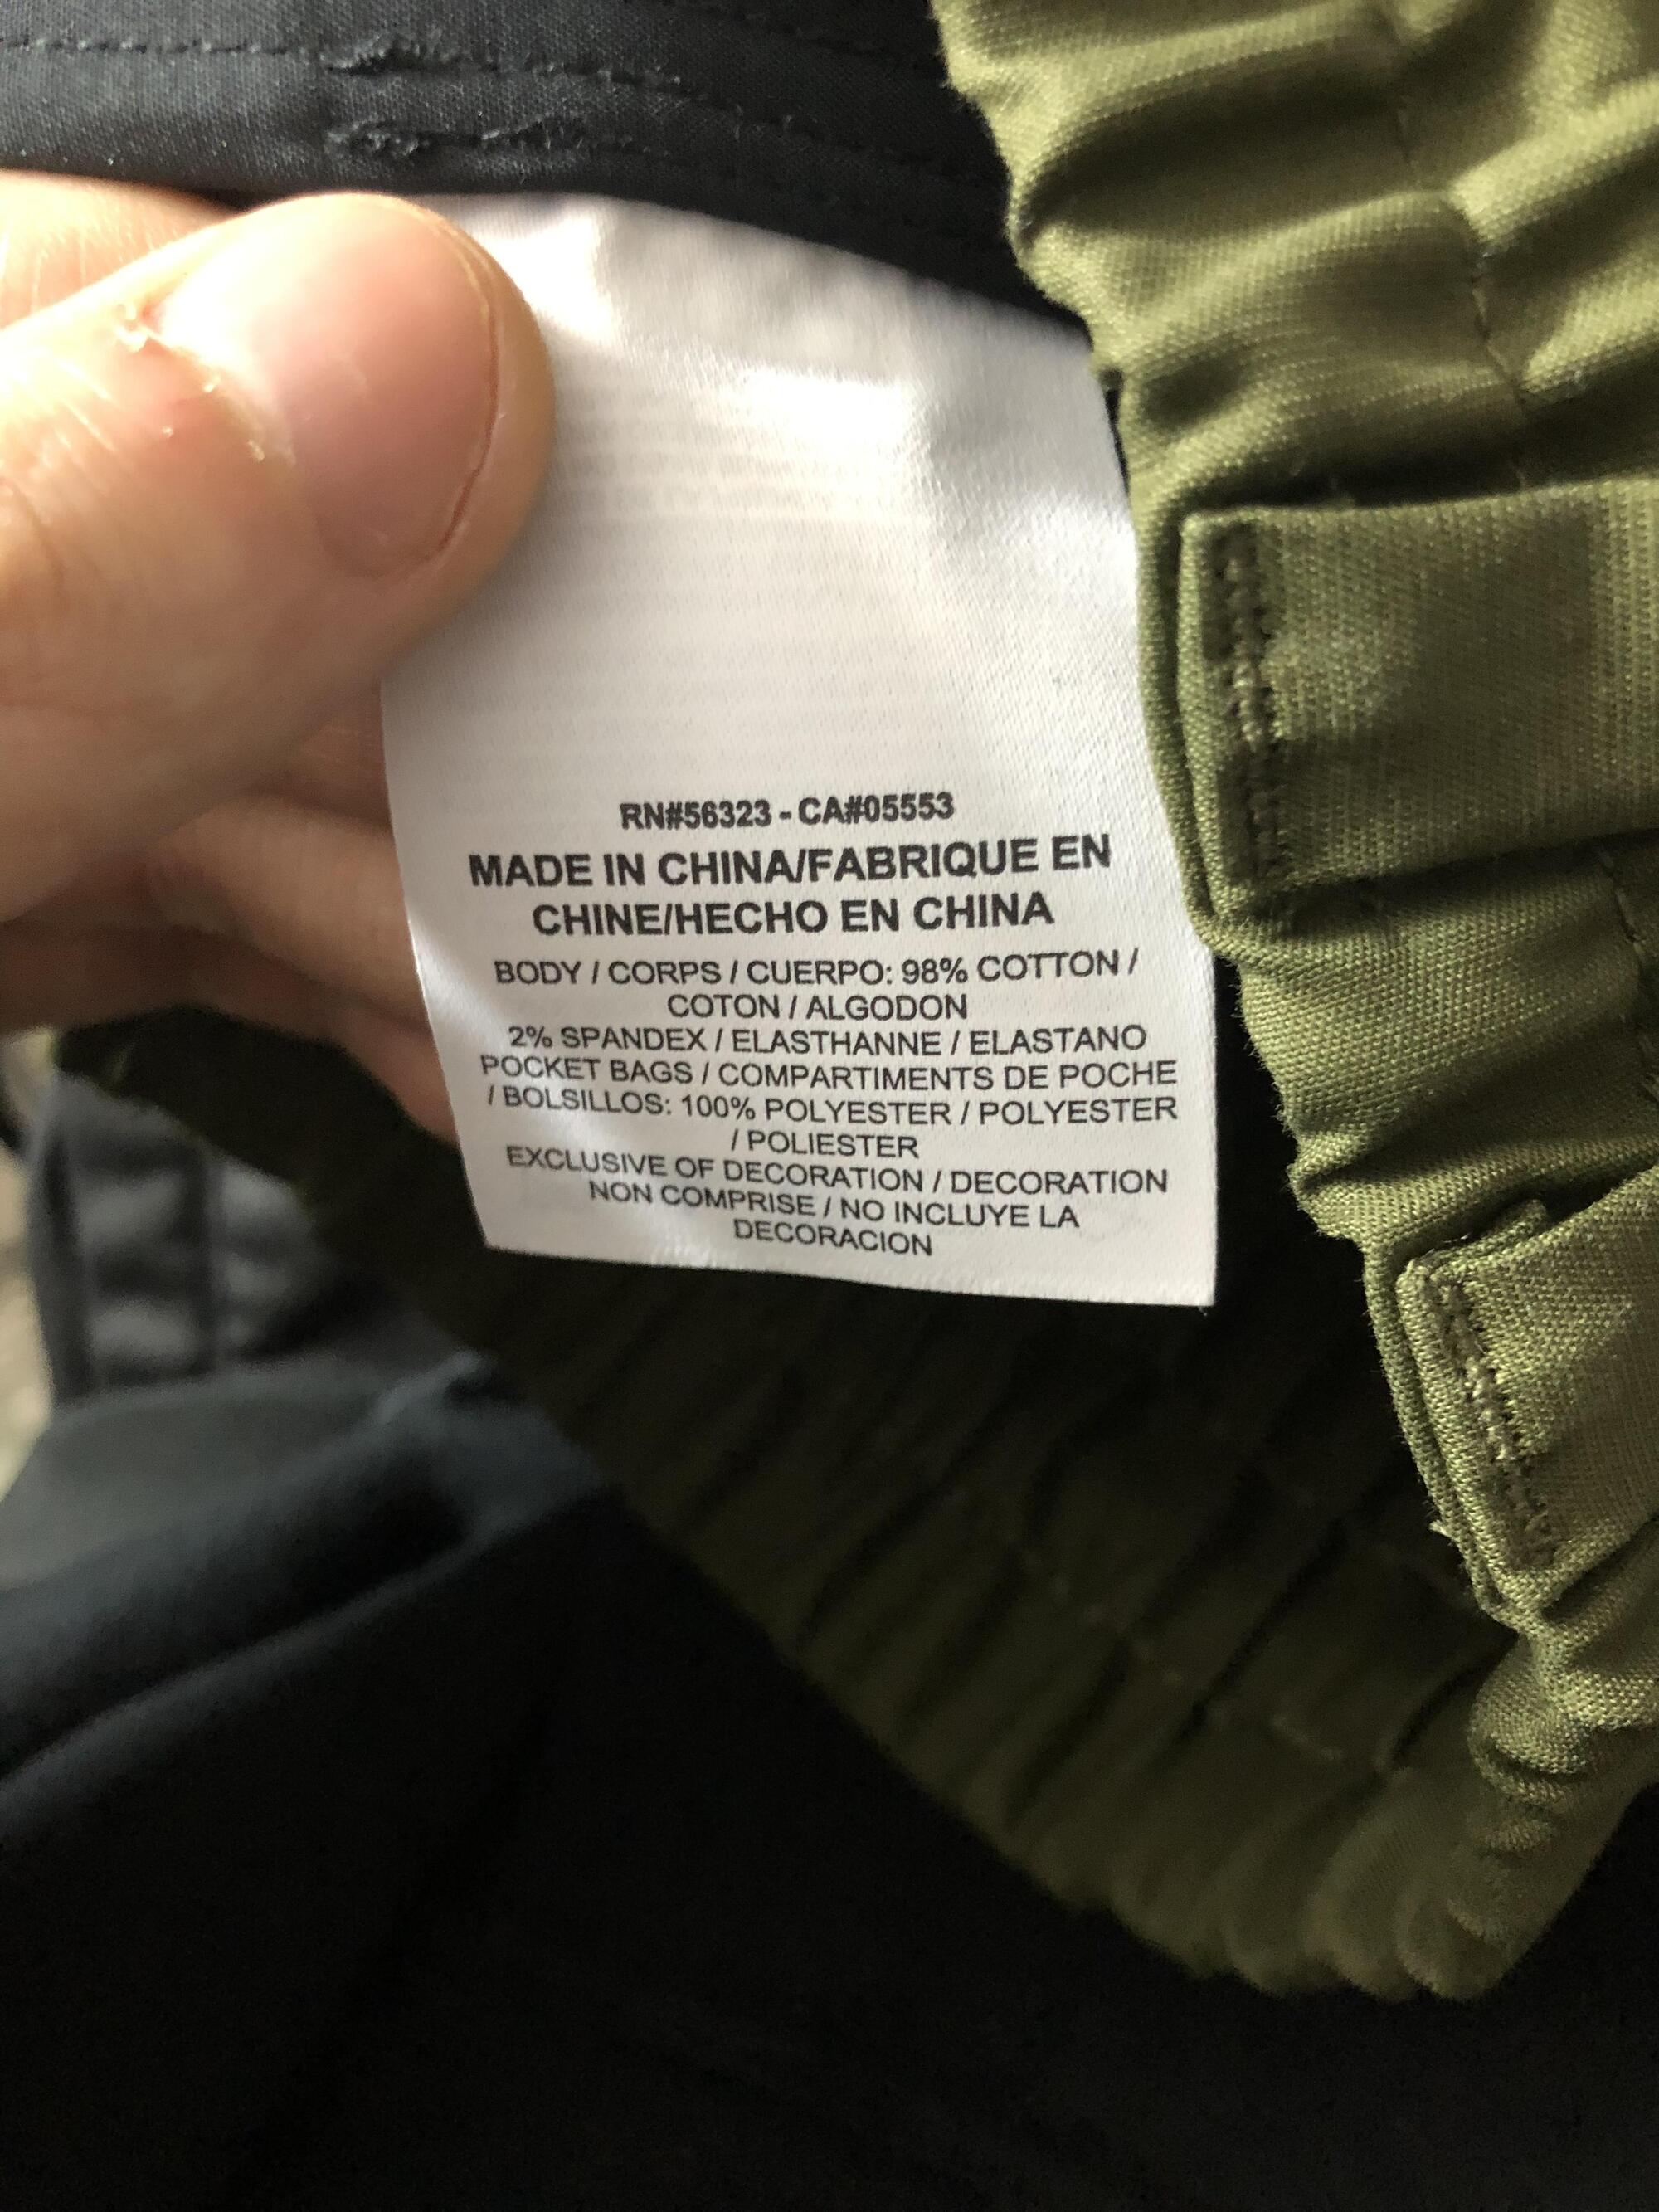 RN#56323 - CA#05553
MADE IN CHINA/FABRIQUE EN
CHINE/HECHO EN CHINA
BODY / CORPS / CUERPO: 98% COTTON /
COTON / ALGODON
2% SPANDEX / ELASTHANNE / ELASTANO
POCKET BAGS / COMPARTIMENTS DE POCHE
/ BOLSILLOS: 100% POLYESTER / POLYESTER
/ POLIESTER
EXCLUSIVE OF DECORATION / DECORATION
NON COMPRISE / NO INCLUYE LA
DECORACION